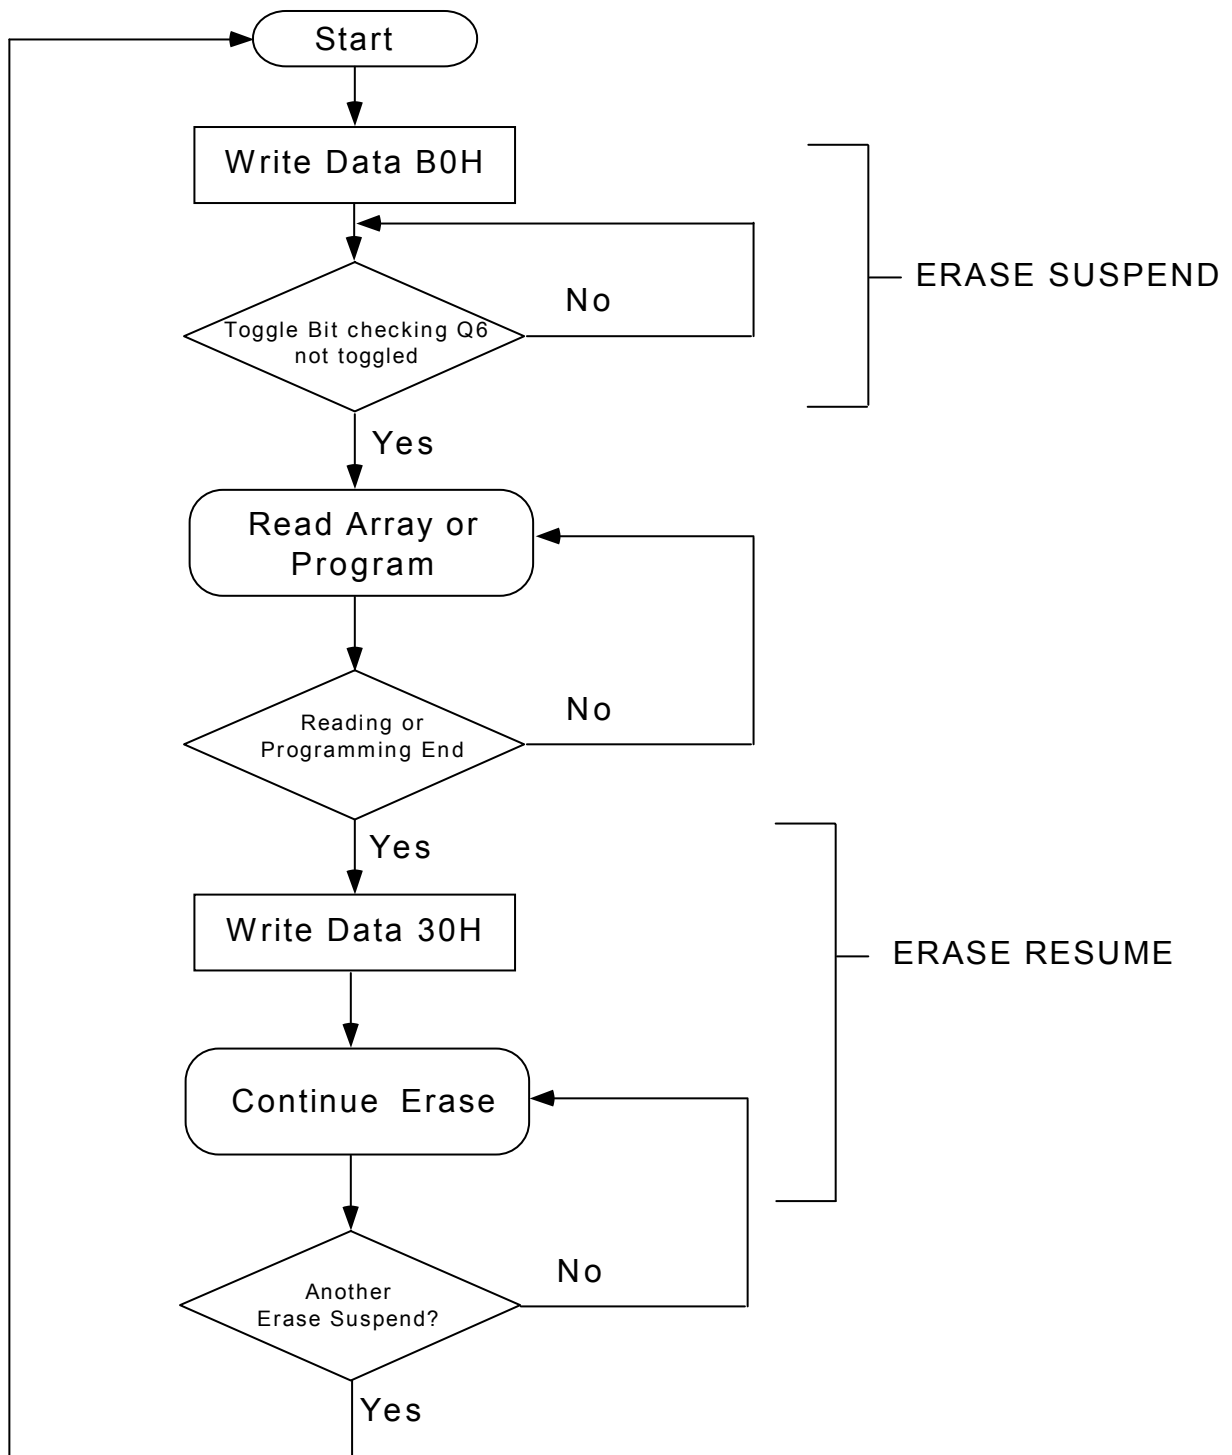 Start
Write Data B0H
ERASE SUSPEND
No
Toggle Bit checking Q6
not toggled
Yes
Read Array or
Program
No
Reading or
Programming End
Yes
Write Data 30H
ERASE RESUME
Continue Erase
No
Another
Erase Suspend?
Yes